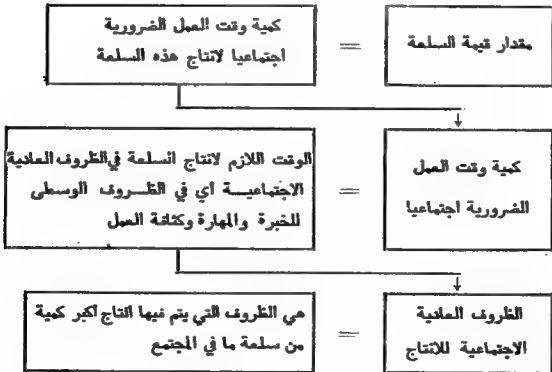 مقدار قيمة السلعة
=
كمية وقت العمل الضرورية
اجتماعيا لانتاج هذه السلعة
كمية وقت العمل
الضرورية اجتماعيا
=
الوقت اللازم لانتاج السلعة في الظروف العادية
الاجتماعيــة اي في الظــروف الوسطى
للخبرة والمهارة وكثافة العمل
الظروف العادية
الاجتماعية للانتاج
=
هي الظروف التي يتم فيها انتاج اكبر كمية
من سلعة ما في المجتمع